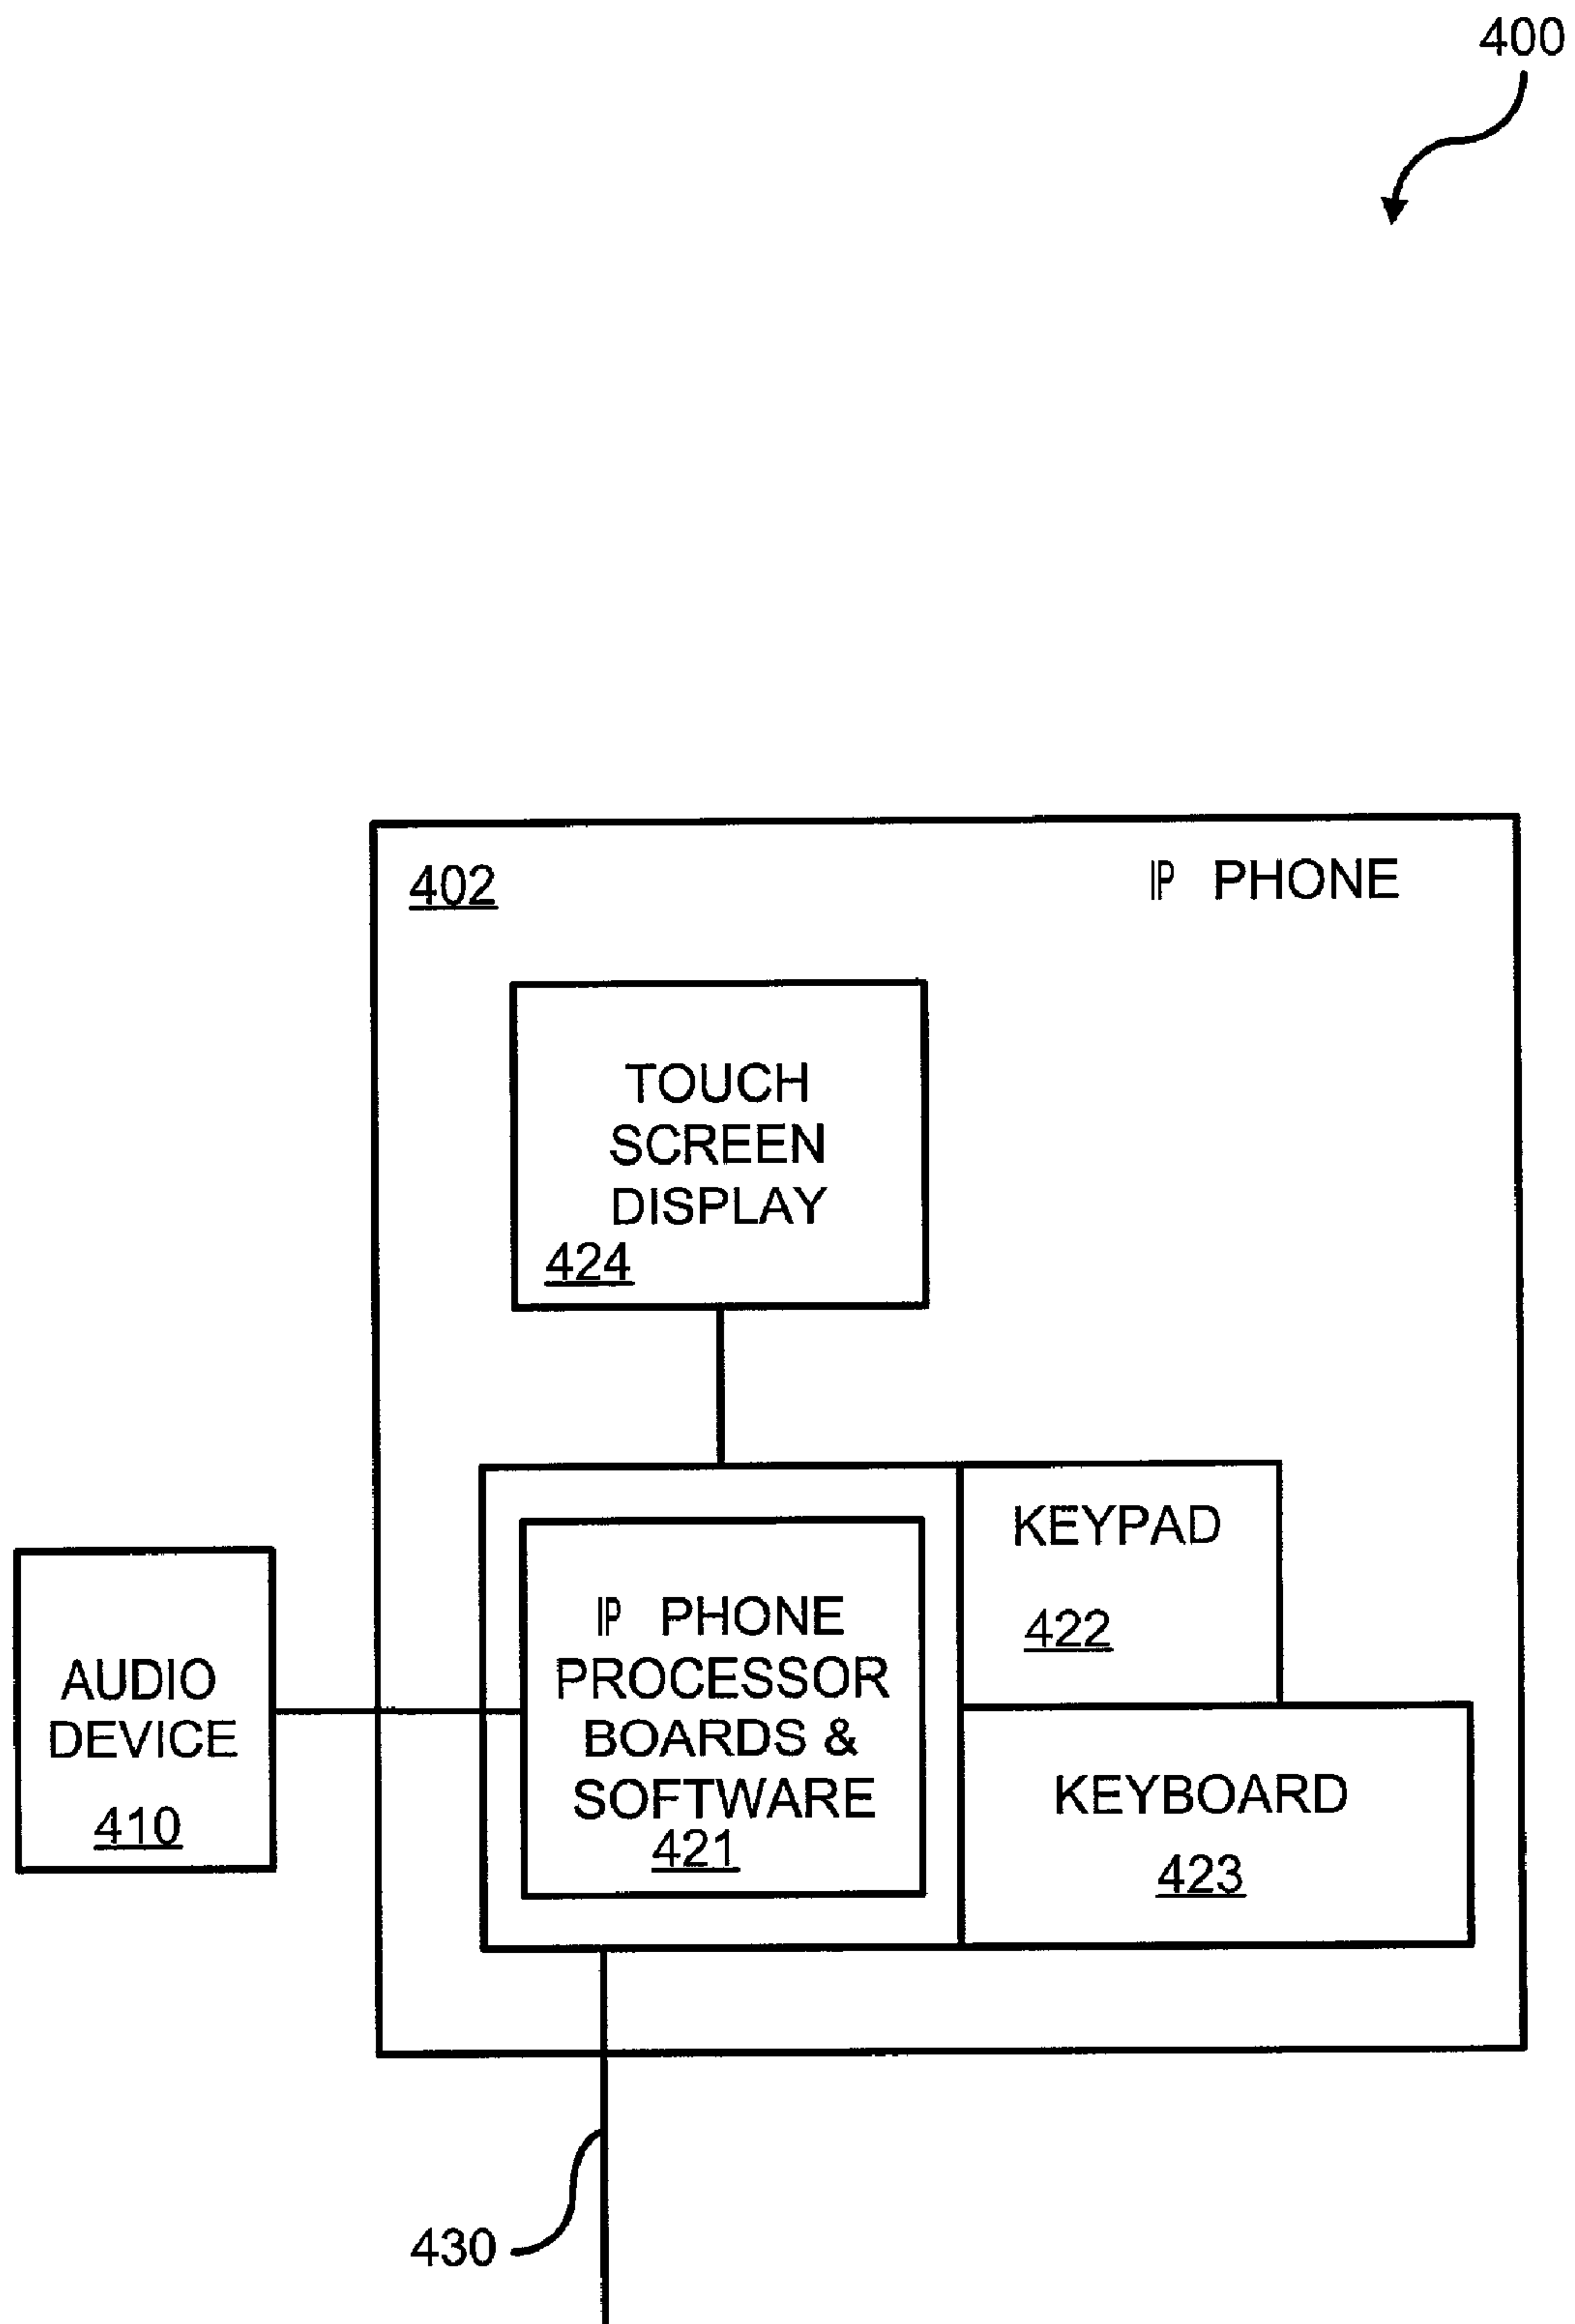 400
402
IP PHONE
TOUCH
SCREEN
DISPLAY
424
KEYPAD
422
IP PHONE
PROCESSOR
BOARDS &
SOFTWARE
421
AUDIO
DEVICE
410
KEYBOARD
423
430